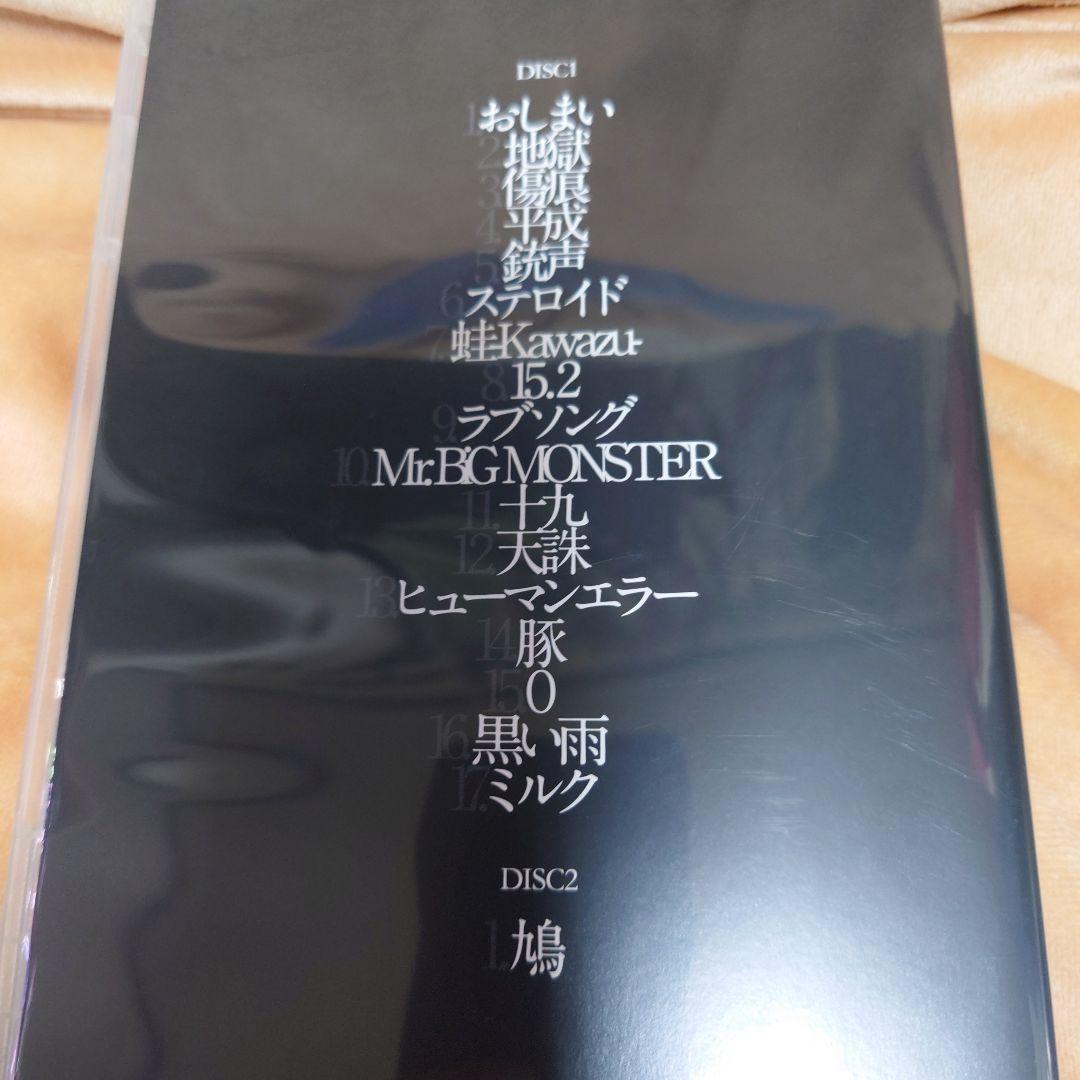 DISC1
1. おしまい
2. 地獄
3. 傷痕
4. 平成
5. 銃声
6. ステロイド
7. 蛙-Kawazu-
8. 15.2
9. ラブソング
10. Mr.BiG MONSTER
11. 十九
12. 天誅
13. ヒューマンエラー
14. 豚
15. 0
16. 黒い雨
17. ミルク
DISC2
1. 鳩